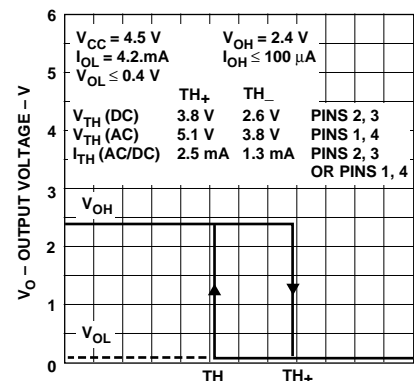 6
5
4
3
2
1
0
V_O – OUTPUT VOLTAGE – V
V_CC = 4.5 V V_OH = 2.4 V
I_OL = 4.2.mA I_OH ≤ 100 µA
V_OL ≤ 0.4 V
TH+ TH_
V_TH (DC) 3.8 V 2.6 V PINS 2, 3
V_TH (AC) 5.1 V 3.8 V PINS 1, 4
I_TH (AC/DC) 2.5 mA 1.3 mA PINS 2, 3
OR PINS 1, 4
V_OH
V_OL
TH TH+